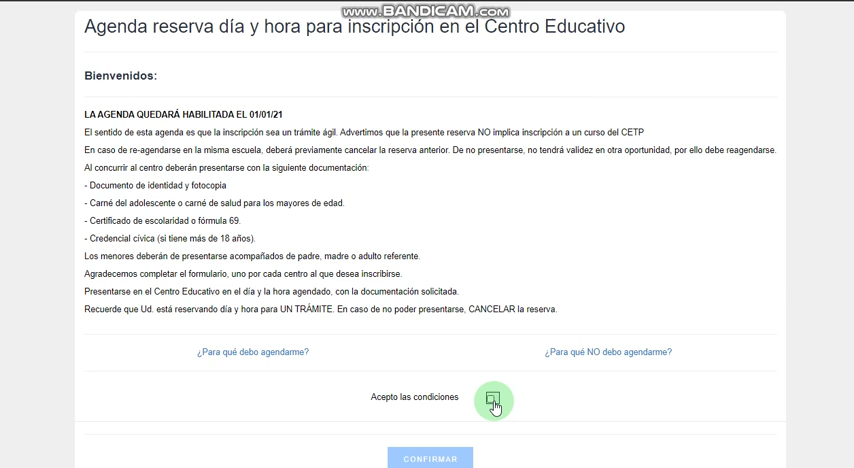 www.BANDICAM.com
Agenda reserva día y hora para inscripción en el Centro Educativo
Bienvenidos:
LA AGENDA QUEDARÁ HABILITADA EL 01/01/21
El sentido de esta agenda es que la inscripción sea un trámite ágil. Advertimos que la presente reserva NO implica inscripción a un curso del CETP
En caso de re-agendarse en la misma escuela, deberá previamente cancelar la reserva anterior. De no presentarse, no tendrá validez en otra oportunidad, por ello debe reagendarse.
Al concurrir al centro deberán presentarse con la siguiente documentación:
- Documento de identidad y fotocopia
- Carné del adolescente o carné de salud para los mayores de edad.
- Certificado de escolaridad o fórmula 69.
- Credencial cívica (si tiene más de 18 años).
Los menores deberán de presentarse acompañados de padre, madre o adulto referente.
Agradecemos completar el formulario, uno por cada centro al que desea inscribirse.
Presentarse en el Centro Educativo en el día y la hora agendado, con la documentación solicitada.
Recuerde que Ud. está reservando día y hora para UN TRÁMITE. En caso de no poder presentarse, CANCELAR la reserva.
¿Para qué debo agendarme? ¿Para qué NO debo agendarme?
Acepto las condiciones
CONFIRMAR